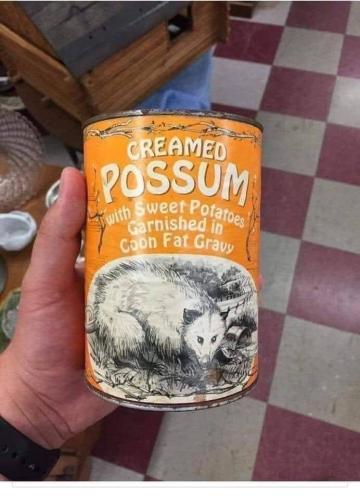 CREAMED
POSSUM
with Sweet Potatoes
Garnished in
Coon Fat Gravy